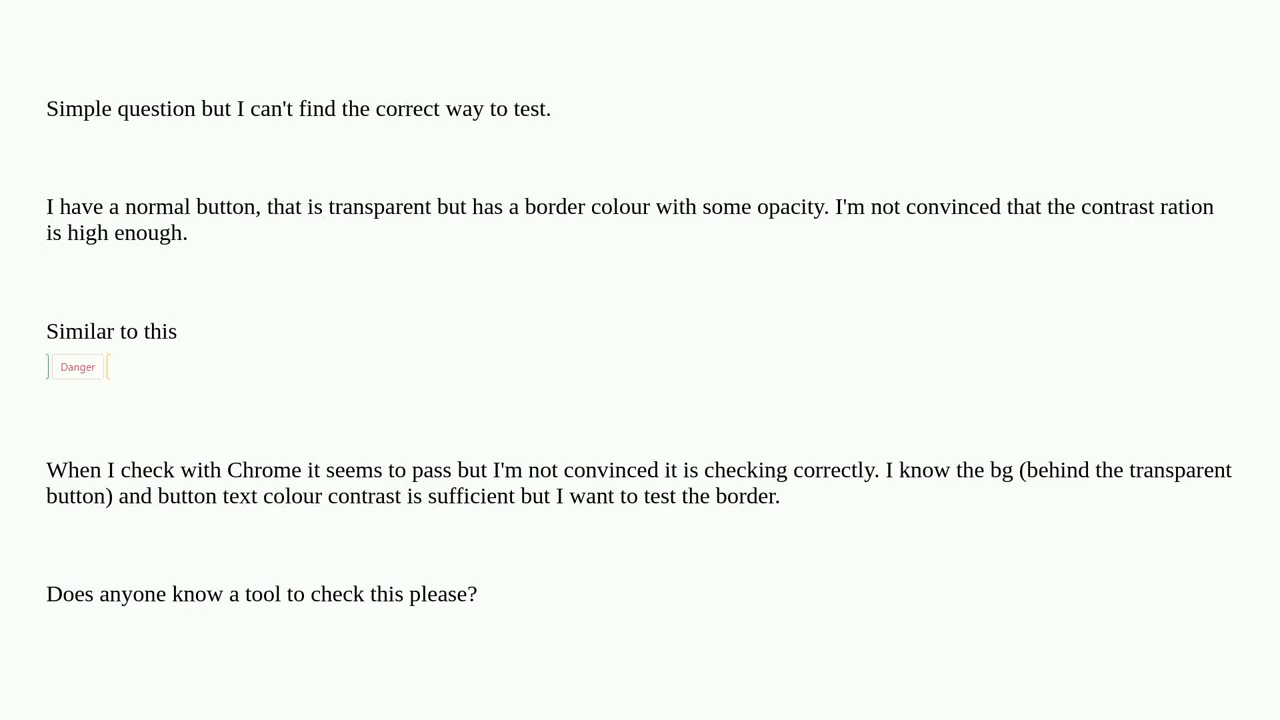 Simple question but I can't find the correct way to test.
I have a normal button, that is transparent but has a border colour with some opacity. I'm not convinced that the contrast ration
is high enough.
Similar to this
Danger
When I check with Chrome it seems to pass but I'm not convinced it is checking correctly. I know the bg (behind the transparent
button) and button text colour contrast is sufficient but I want to test the border.
Does anyone know a tool to check this please?